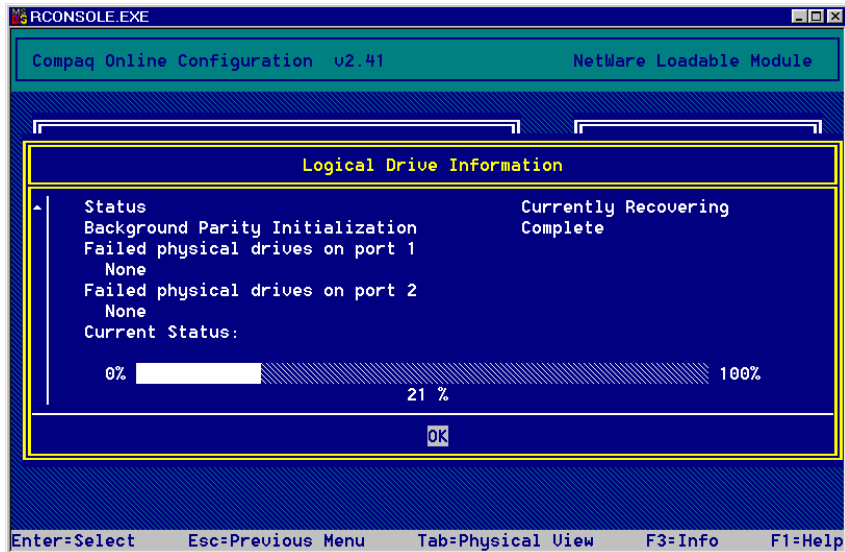 RCONSOLE.EXE
Compaq Online Configuration v2.41 NetWare Loadable Module
Logical Drive Information
Status Currently Recovering
Background Parity Initialization Complete
Failed physical drives on port 1
None
Failed physical drives on port 2
None
Current Status:
0% 100%
21 %
OK
Enter=Select Esc=Previous Menu Tab=Physical View F3=Info F1=Help